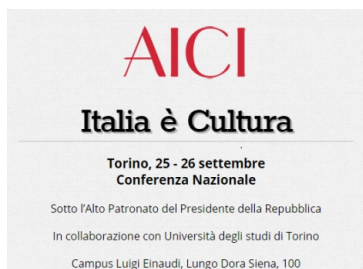 AICI
Italia è Cultura
Torino, 25 - 26 settembre
Conferenza Nazionale
Sotto l'Alto Patronato del Presidente della Repubblica
In collaborazione con Università degli studi di Torino
Campus Luigi Einaudi, Lungo Dora Siena, 100